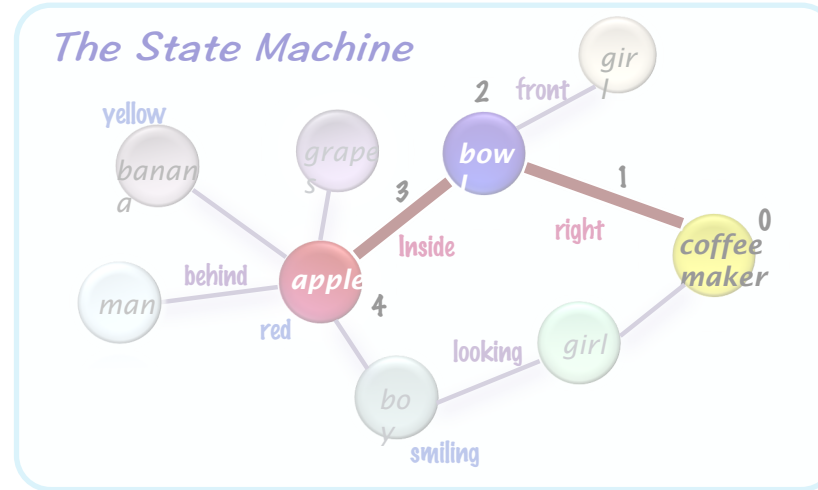 The State Machine
gir
l
front
2
yellow
bow
l
grape
s
banan
a
1
3
0
right
Inside
coffee
maker
behind
apple
man
4
red
looking
girl
bo
y
smiling